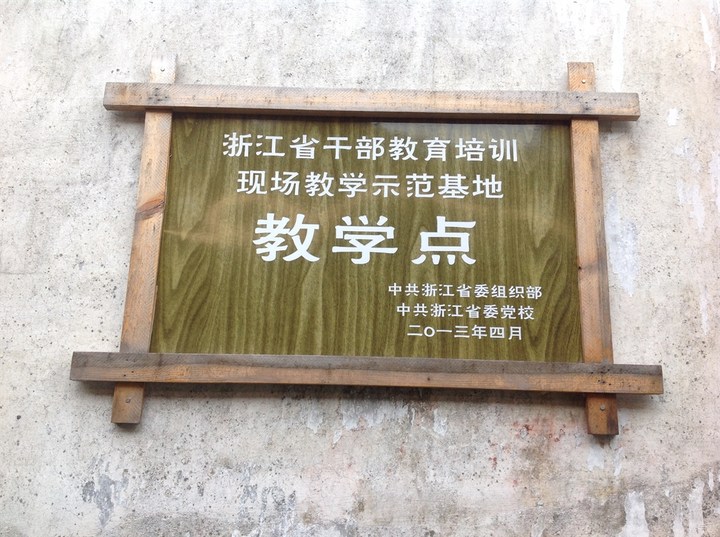 浙江省干部教育培训
现场教学示范基地
教学点
中共浙江省委组织部
中共浙江省委党校
二〇一三年四月